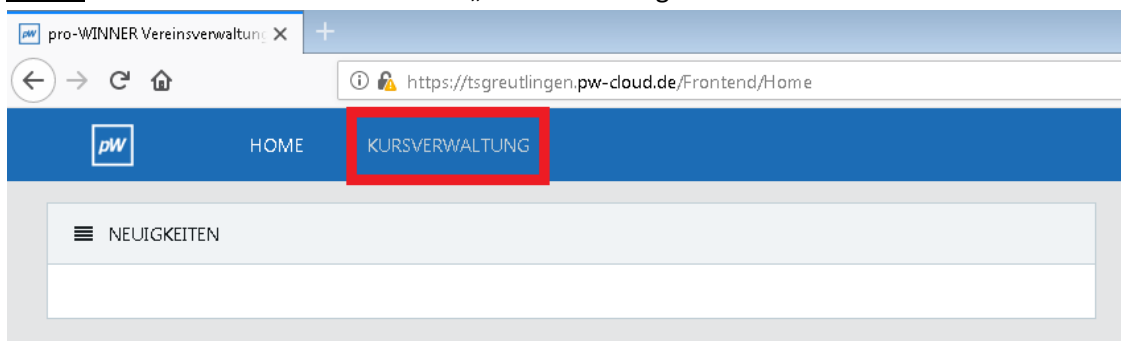 „
pro-WINNER Vereinsverwaltung
https://tsgreutlingen.pw-cloud.de/Frontend/Home
pW HOME KURSVERWALTUNG
NEUIGKEITEN